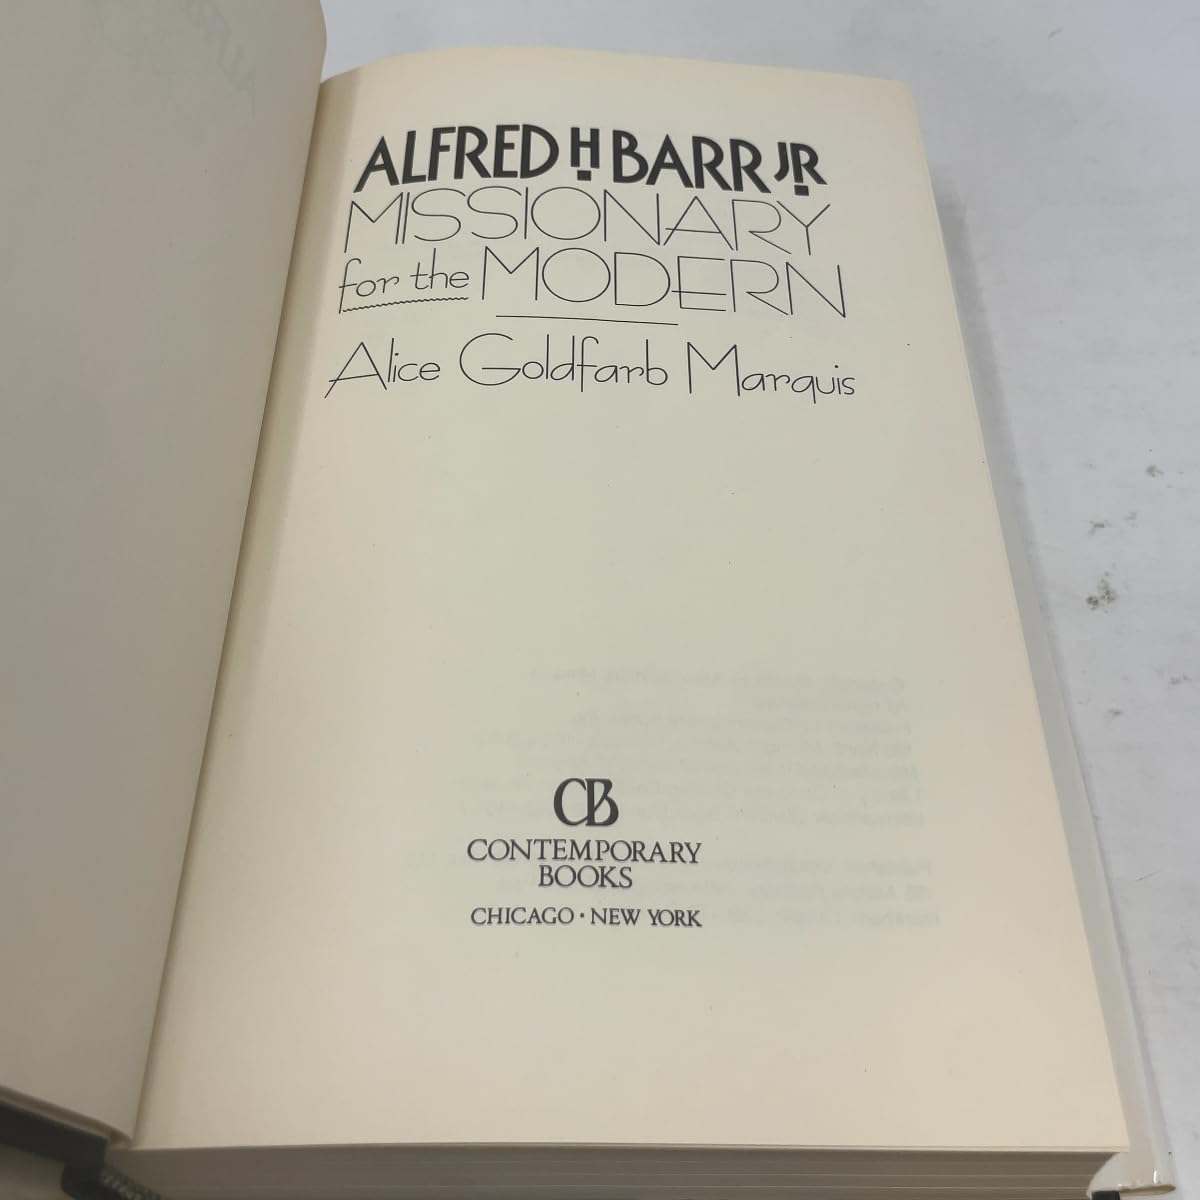 ALFRED H. BARR JR.
MISSIONARY
for the MODERN
Alice Goldfarb Marquis
CB
CONTEMPORARY
BOOKS
CHICAGO • NEW YORK